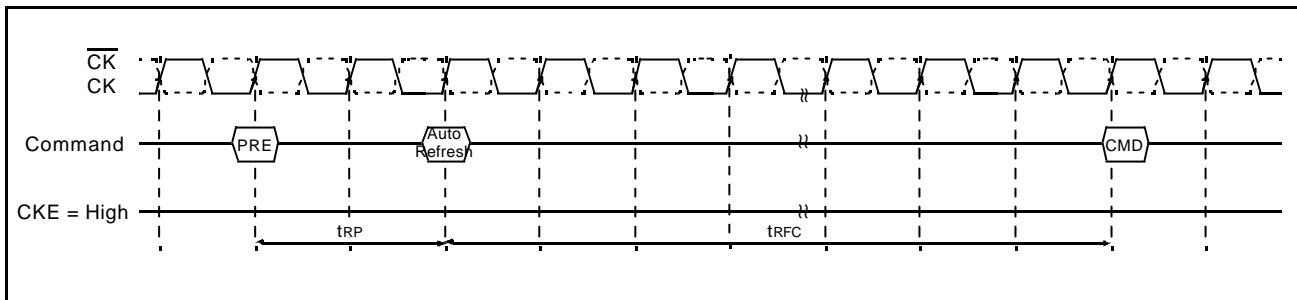 CK
CK
Command
PRE
Auto
Refresh
CMD
CKE = High
tRP
tRFC